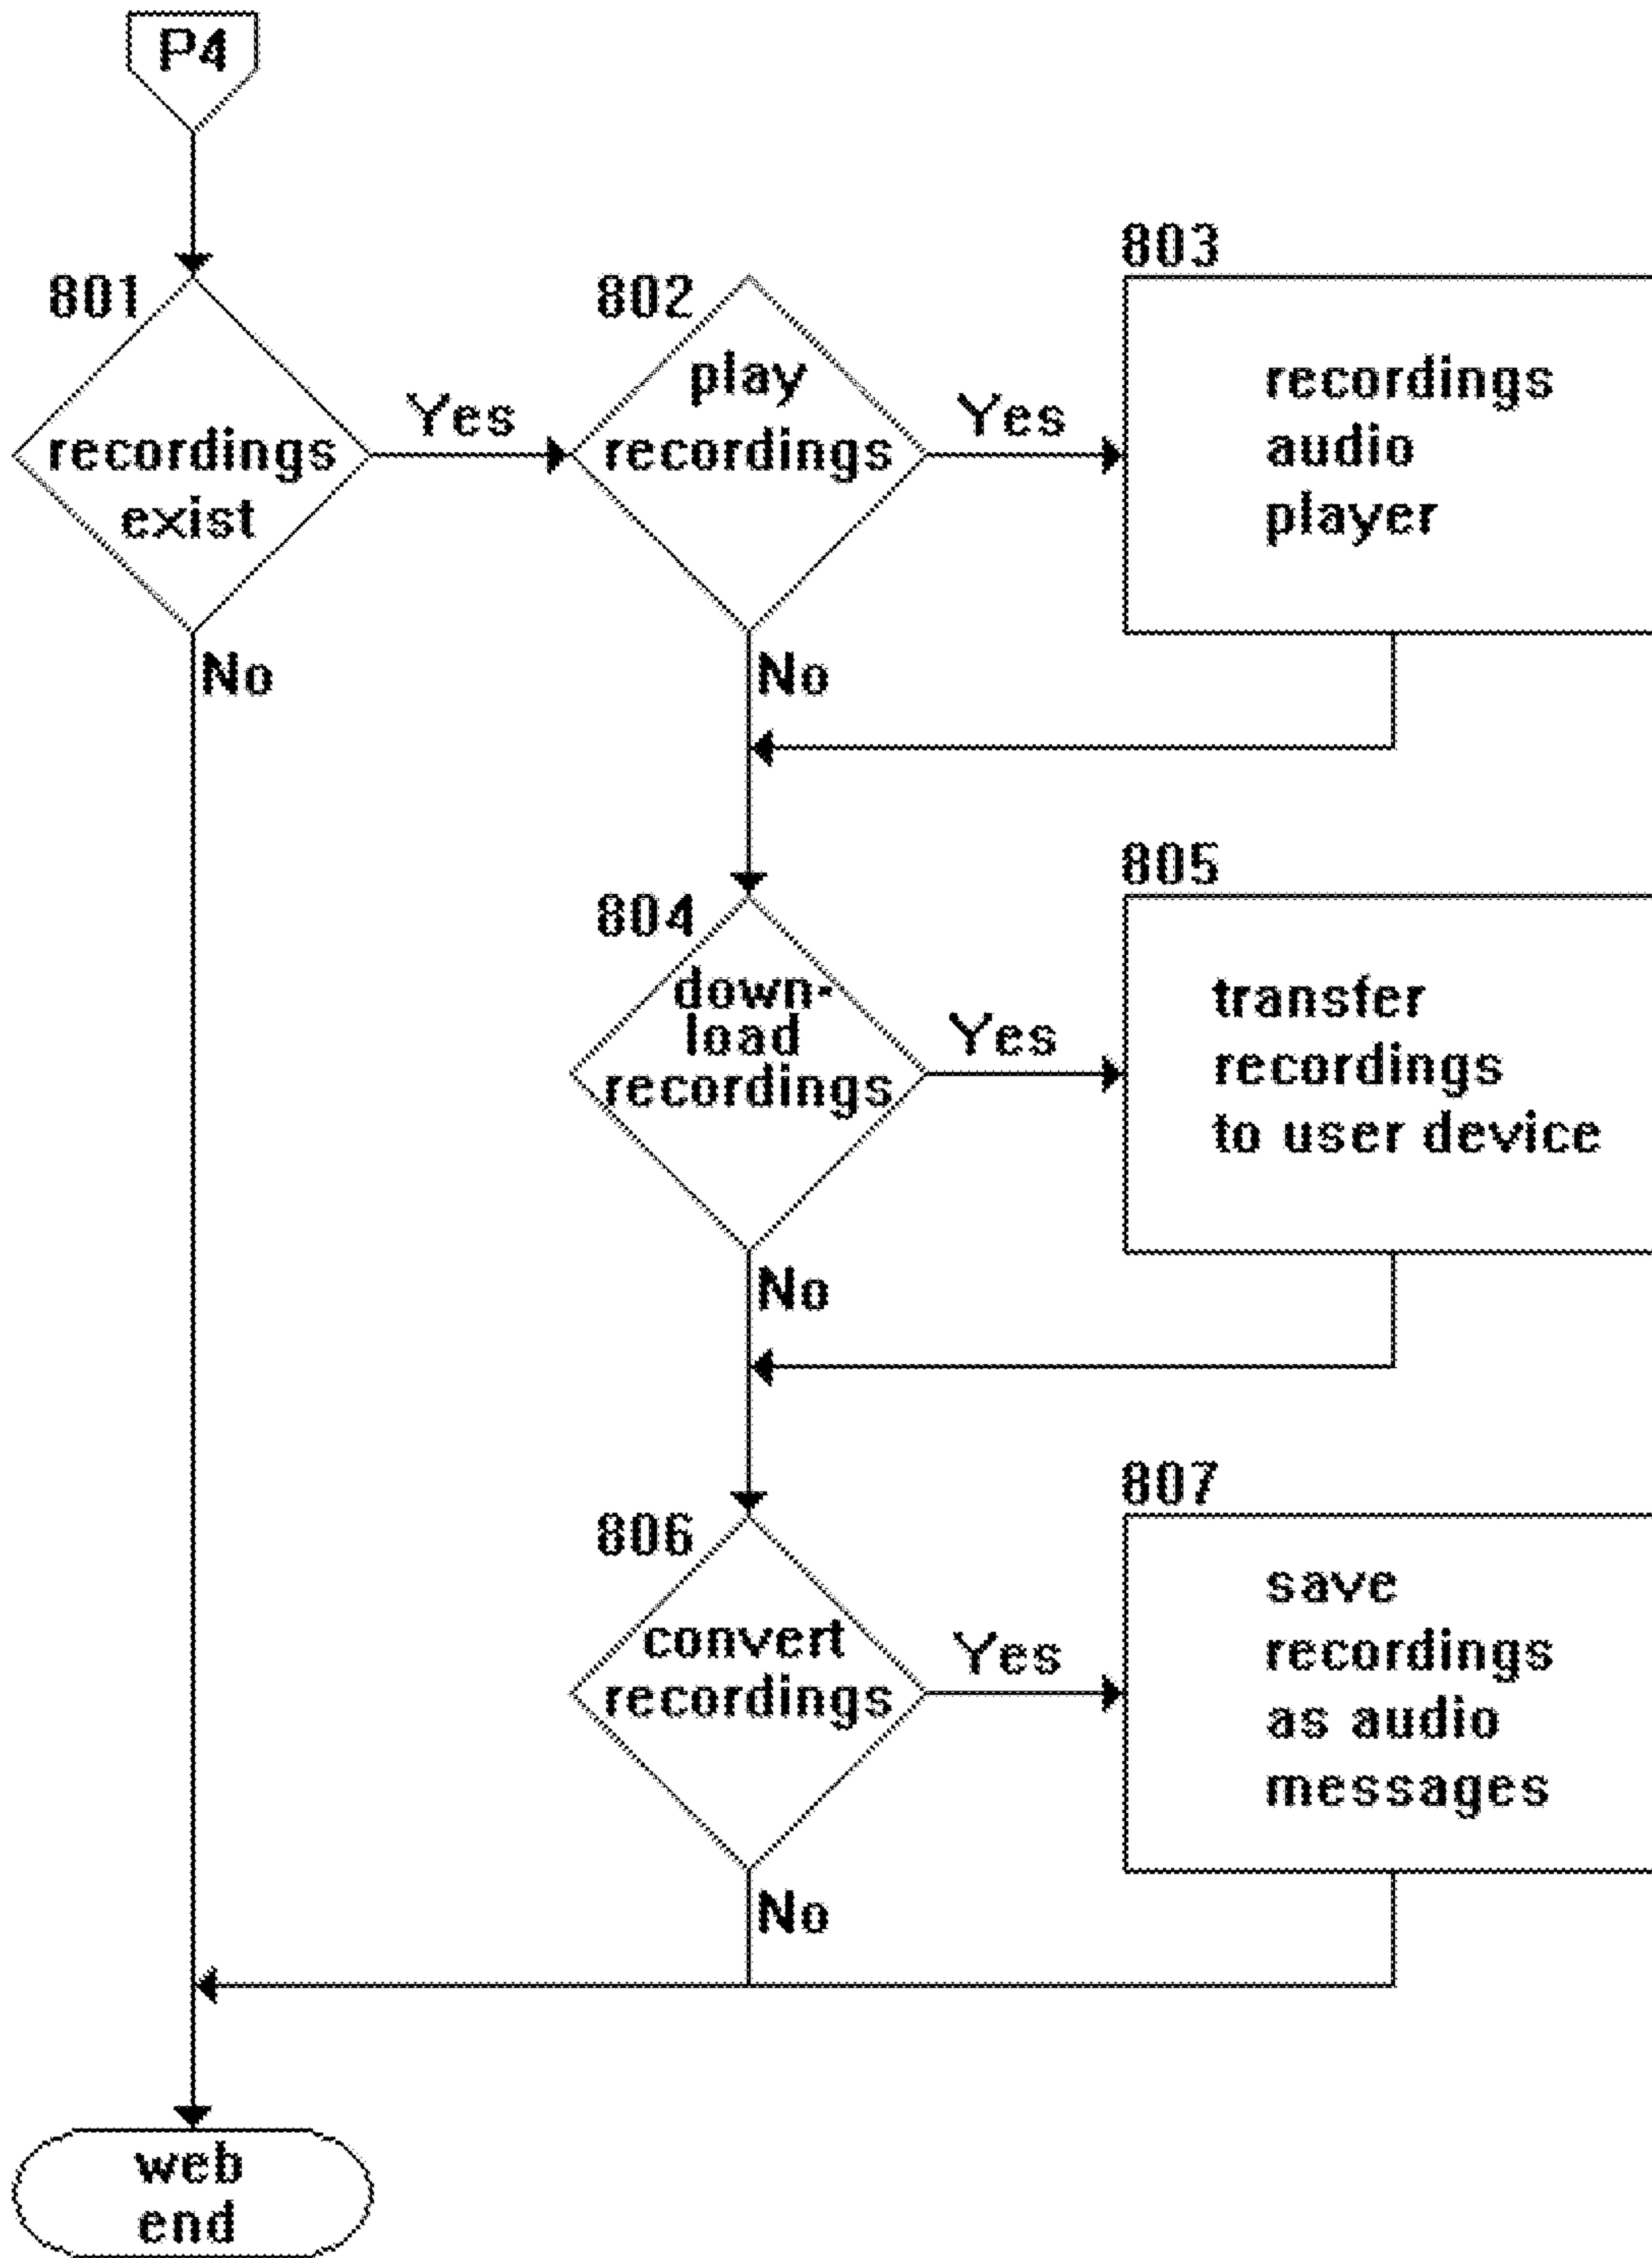 P4
801
recordings
exist
Yes
No
802
play
recordings
Yes
No
803
recordings
audio
player
804
down-
load
recordings
Yes
No
805
transfer
recordings
to user device
806
convert
recordings
Yes
No
807
save
recordings
as audio
messages
web
end